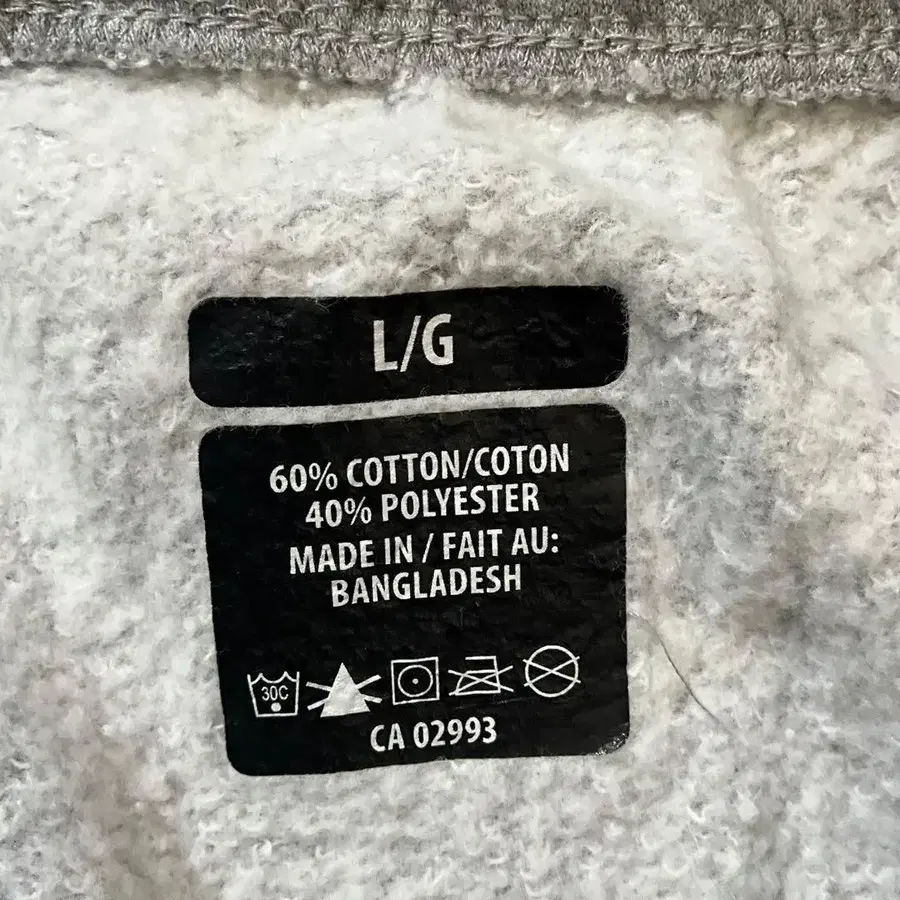 L/G
60% COTTON/COTON
40% POLYESTER
MADE IN / FAIT AU:
BANGLADESH
30C
CA 02993